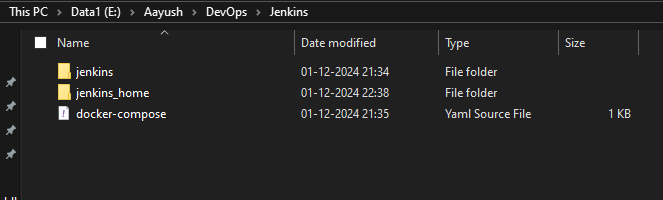 This PC > Data1 (E:) > Aayush > DevOps > Jenkins
Name Date modified Type Size
jenkins 01-12-2024 21:34 File folder
jenkins_home 01-12-2024 22:38 File folder
docker-compose 01-12-2024 21:35 Yaml Source File 1 KB